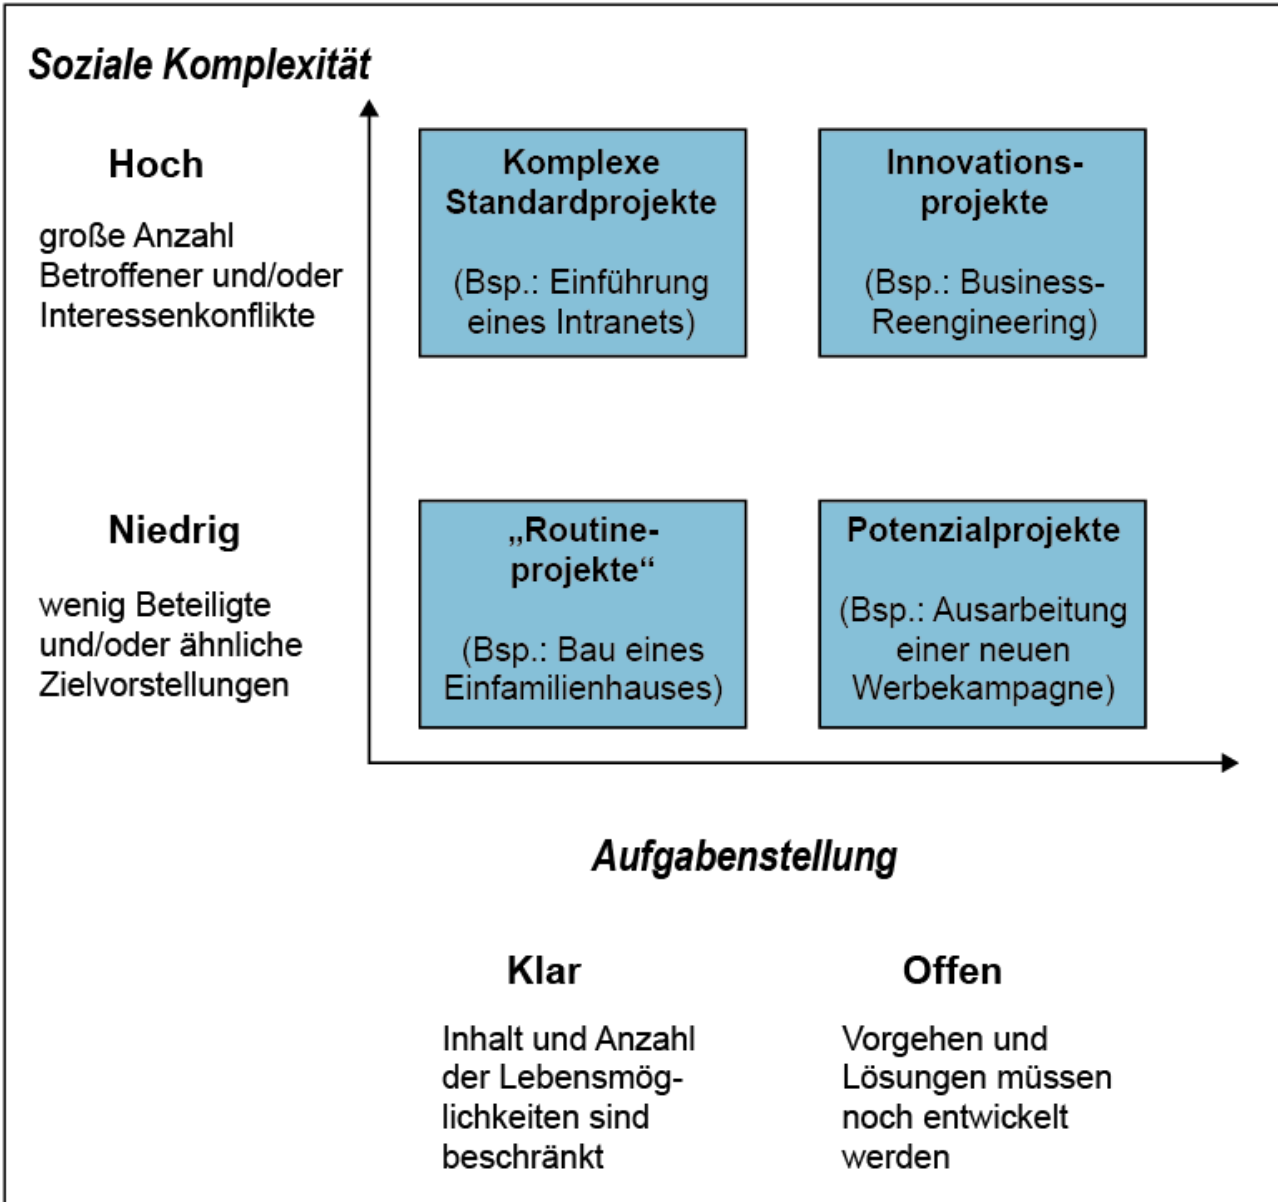 Soziale Komplexität
Hoch
große Anzahl
Betroffener und/oder
Interessenkonflikte
Komplexe
Standardprojekte
(Bsp.: Einführung
eines Intranets)
Innovations-
projekte
(Bsp.: Business-
Reengineering)
Niedrig
wenig Beteiligte
und/oder ähnliche
Zielvorstellungen
„Routine-
projekte“
(Bsp.: Bau eines
Einfamilienhauses)
Potenzialprojekte
(Bsp.: Ausarbeitung
einer neuen
Werbekampagne)
Aufgabenstellung
Klar
Inhalt und Anzahl
der Lebensmög-
lichkeiten sind
beschränkt
Offen
Vorgehen und
Lösungen müssen
noch entwickelt
werden